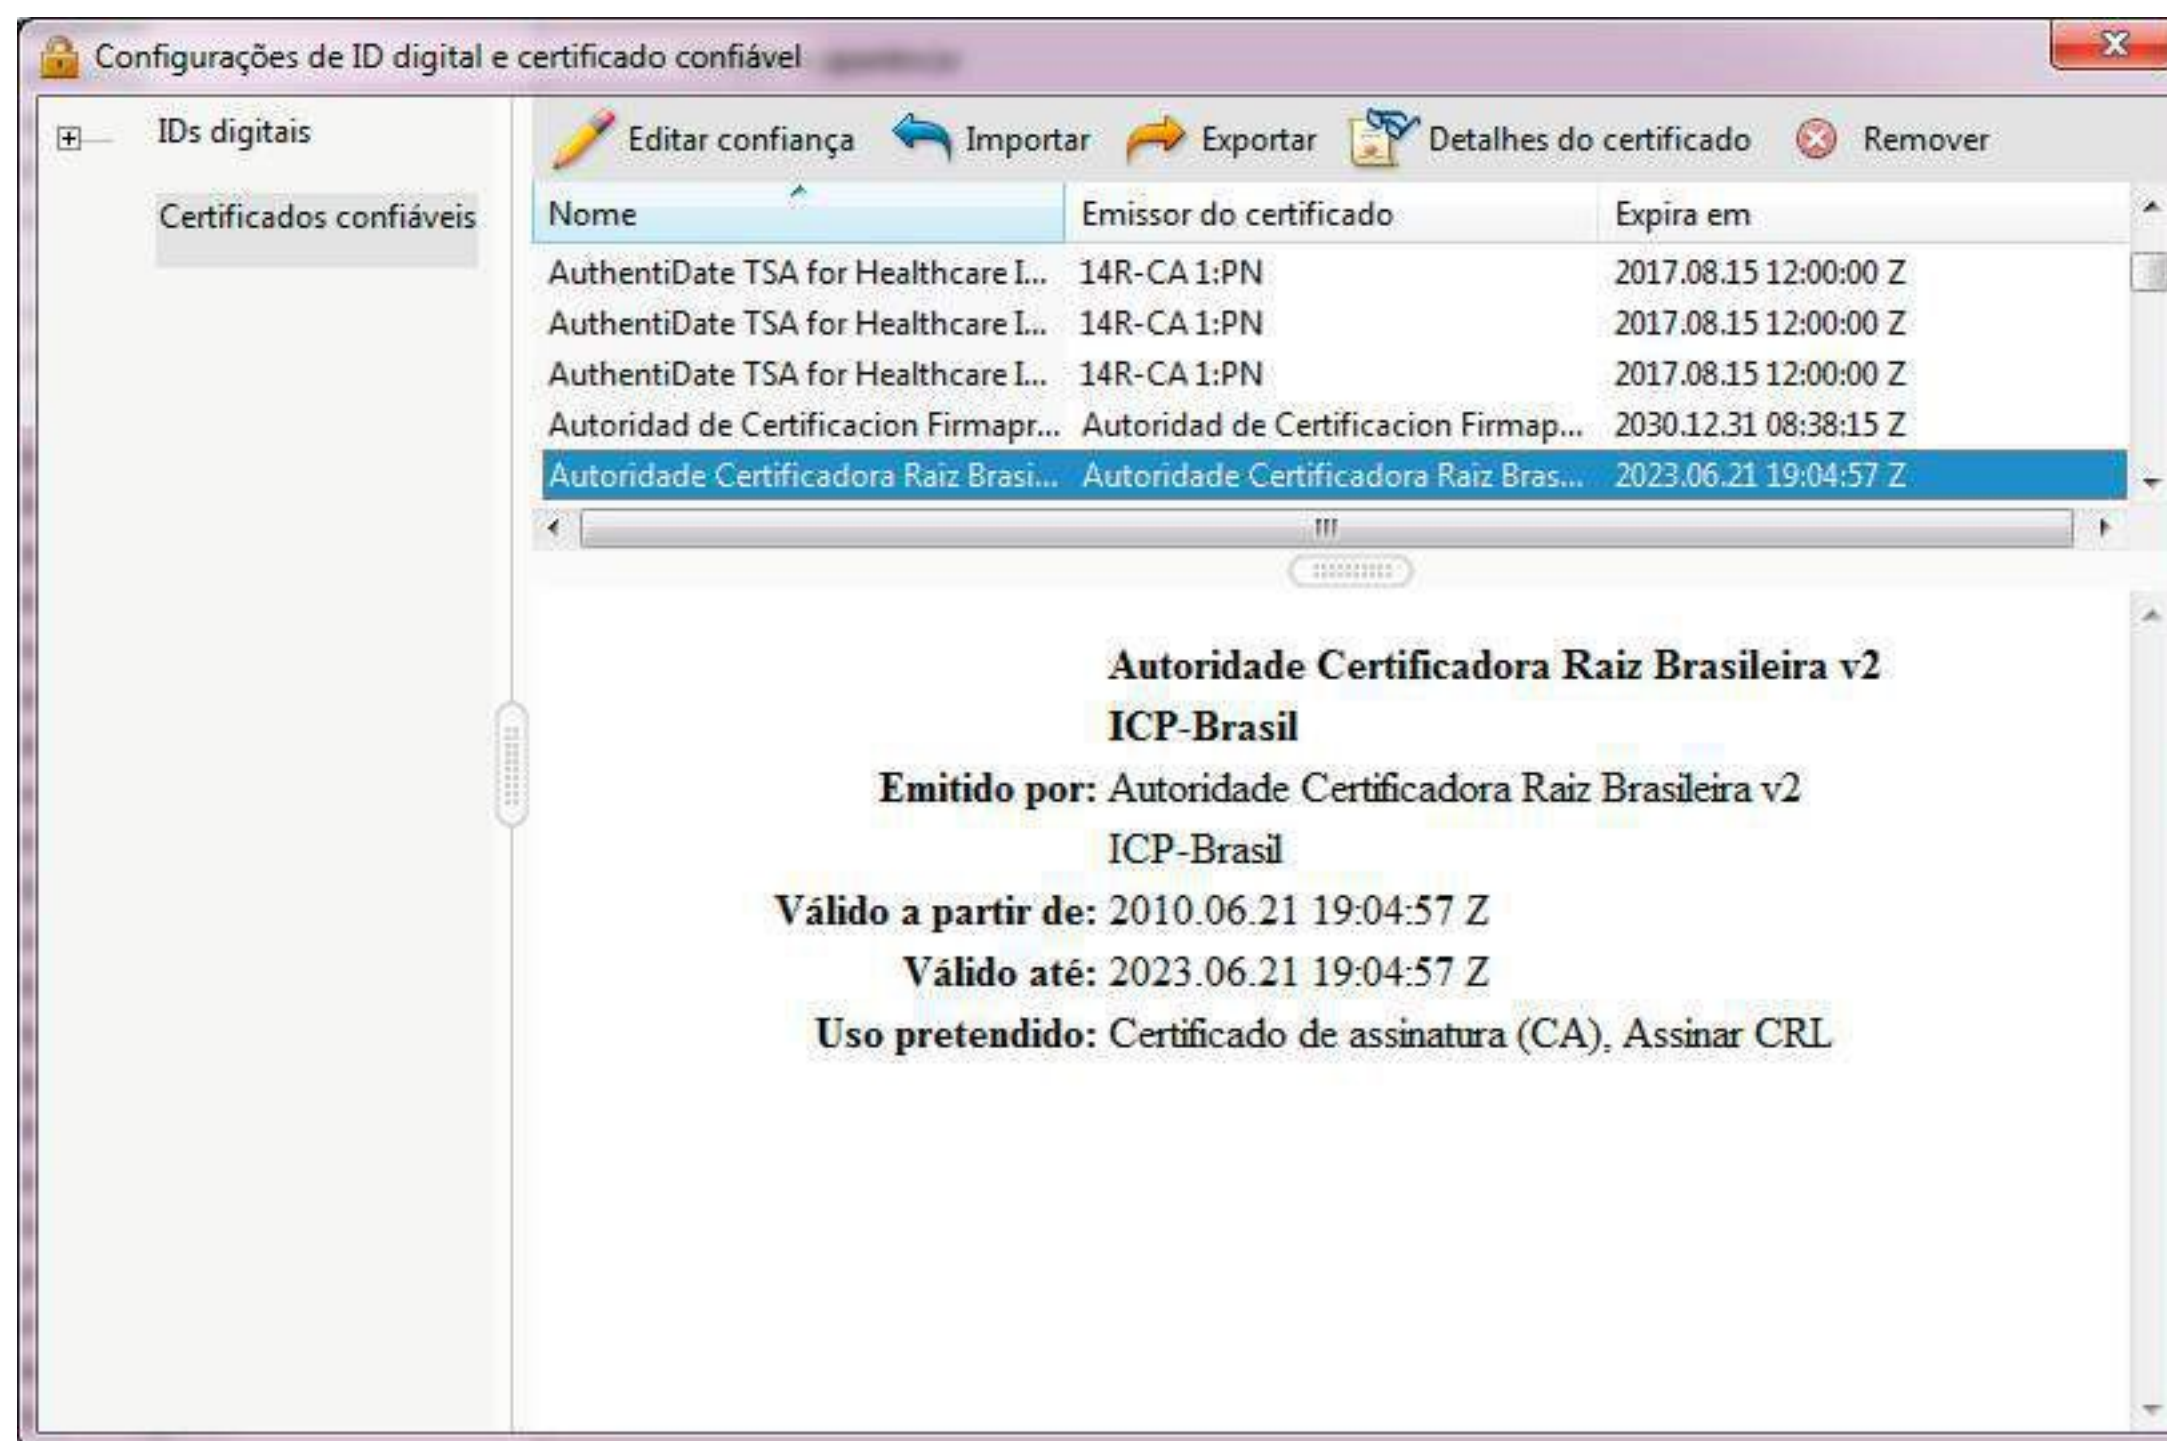 Configurações de ID digital e certificado confiável
IDs digitais
Certificados confiáveis
Editar confiança Importar Exportar Detalhes do certificado Remover
Nome Emissor do certificado Expira em
AuthentiDate TSA for Healthcare I... 14R-CA 1:PN 2017.08.15 12:00:00 Z
AuthentiDate TSA for Healthcare I... 14R-CA 1:PN 2017.08.15 12:00:00 Z
AuthentiDate TSA for Healthcare I... 14R-CA 1:PN 2017.08.15 12:00:00 Z
Autoridad de Certificacion Firmapr... Autoridad de Certificacion Firmap... 2030.12.31 08:38:15 Z
Autoridade Certificadora Raiz Brasi... Autoridade Certificadora Raiz Bras... 2023.06.21 19:04:57 Z
Autoridade Certificadora Raiz Brasileira v2
ICP-Brasil
Emitido por: Autoridade Certificadora Raiz Brasileira v2
ICP-Brasil
Válido a partir de: 2010.06.21 19:04:57 Z
Válido até: 2023.06.21 19:04:57 Z
Uso pretendido: Certificado de assinatura (CA), Assinar CRL